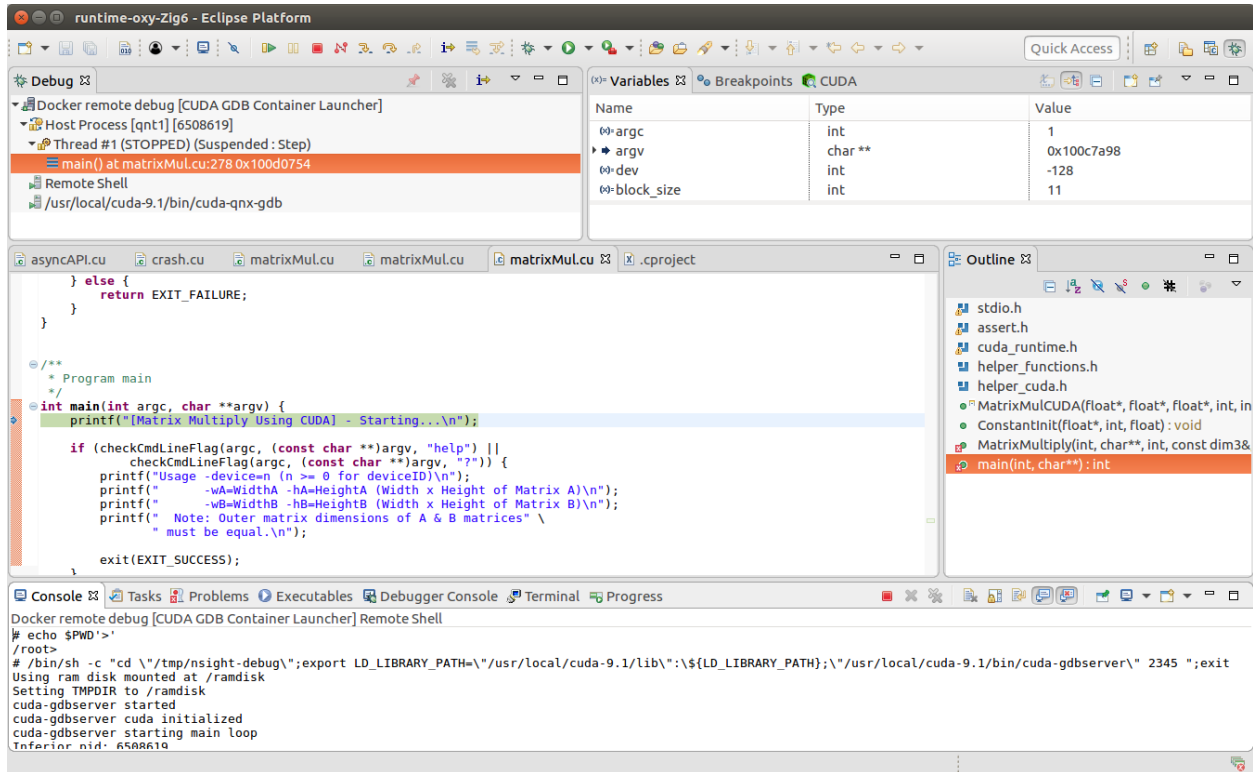 runtime-oxy-Zig6 - Eclipse Platform
Quick Access
Debug
Docker remote debug [CUDA GDB Container Launcher]
Host Process [qnt1] [6508619]
Thread #1 (STOPPED) (Suspended : Step)
main() at matrixMul.cu:278 0x100d0754
Remote Shell
/usr/local/cuda-9.1/bin/cuda-qnx-gdb
(x)= Variables Breakpoints CUDA
Name Type Value
(x)= argc int 1
argv char ** 0x100c7a98
(x)= dev int -128
(x)= block_size int 11
asyncAPI.cu crash.cu matrixMul.cu matrixMul.cu matrixMul.cu .cproject
} else {
return EXIT_FAILURE;
}
}
/**
* Program main
*/
int main(int argc, char **argv) {
printf("[Matrix Multiply Using CUDA] - Starting...\n");
if (checkCmdLineFlag(argc, (const char **)argv, "help") ||
checkCmdLineFlag(argc, (const char **)argv, "?")) {
printf("Usage -device=n (n >= 0 for deviceID)\n");
printf("      -wA=WidthA -hA=HeightA (Width x Height of Matrix A)\n");
printf("      -wB=WidthB -hB=HeightB (Width x Height of Matrix B)\n");
printf("  Note: Outer matrix dimensions of A & B matrices" \
" must be equal.\n");
exit(EXIT_SUCCESS);
}
Outline
stdio.h
assert.h
cuda_runtime.h
helper_functions.h
helper_cuda.h
MatrixMulCUDA(float*, float*, float*, int, in
ConstantInit(float*, int, float) : void
MatrixMultiply(int, char**, int, const dim3&
main(int, char**) : int
Console Tasks Problems Executables Debugger Console Terminal Progress
Docker remote debug [CUDA GDB Container Launcher] Remote Shell
# echo $PWD'>'
/root>
# /bin/sh -c "cd \"/tmp/nsight-debug\";export LD_LIBRARY_PATH=\"/usr/local/cuda-9.1/lib\":\${LD_LIBRARY_PATH};\"/usr/local/cuda-9.1/bin/cuda-gdbserver\" 2345 ";exit
Using ram disk mounted at /ramdisk
Setting TMPDIR to /ramdisk
cuda-gdbserver started
cuda-gdbserver cuda initialized
cuda-gdbserver starting main loop
Inferior pid: 6508619